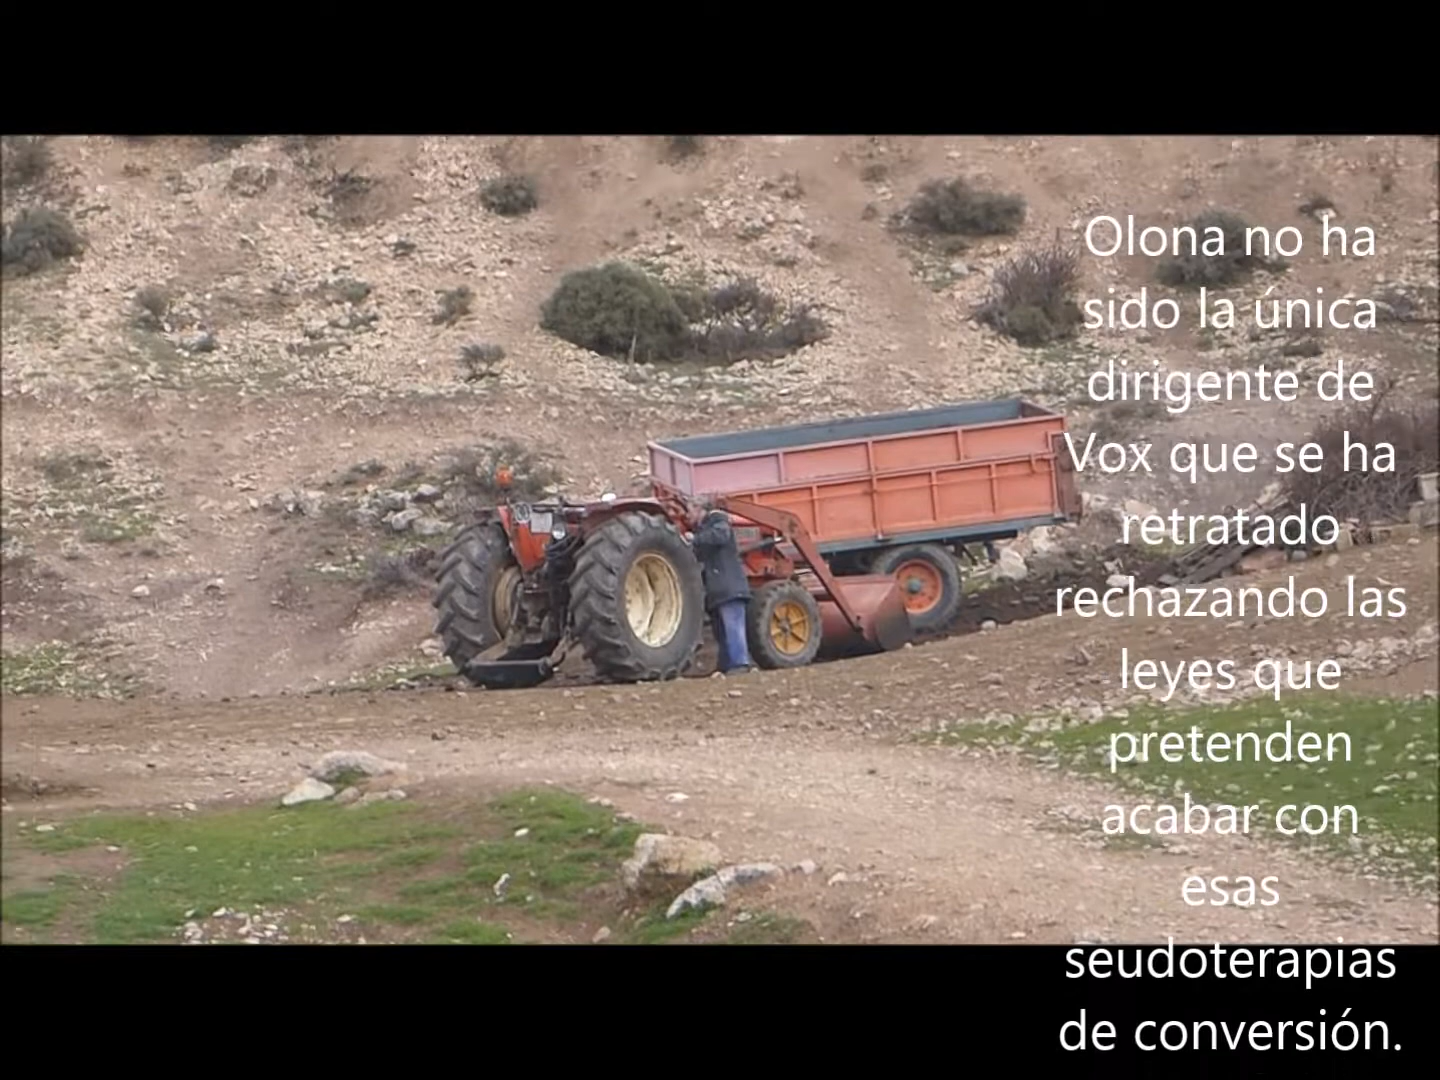 Olona no ha
sido la única
dirigente de
Vox que se ha
retratado
rechazando las
leyes que
pretenden
acabar con
esas
seudoterapias
de conversión.